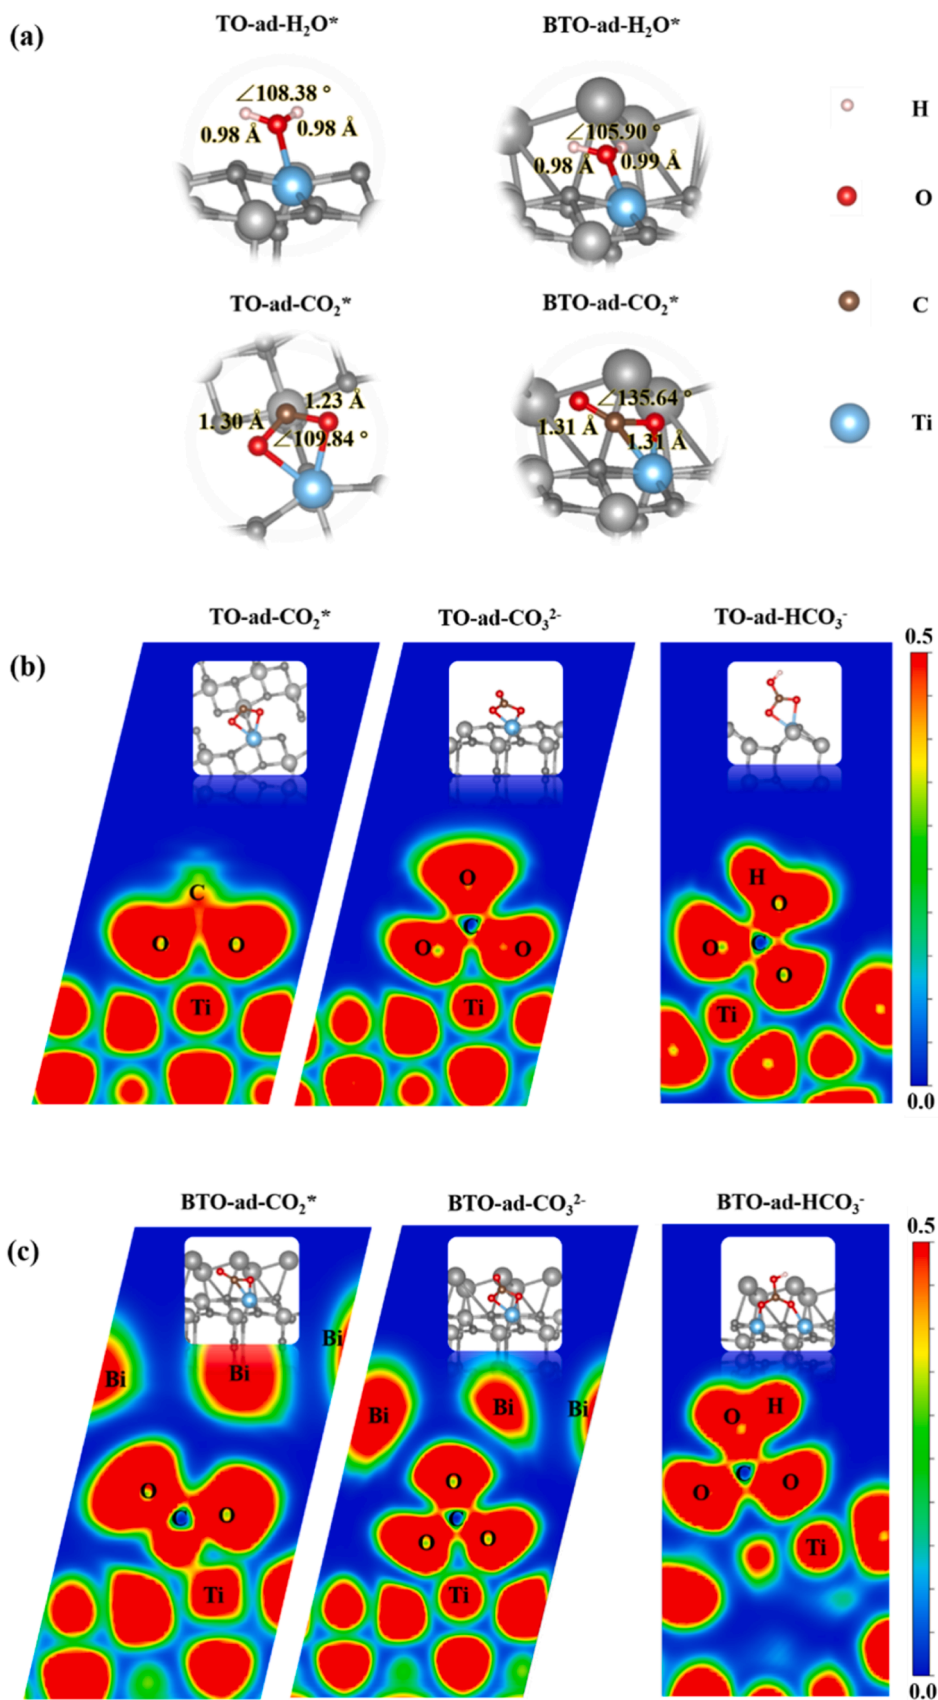 (a)
TO-ad-H₂O*
BTO-ad-H₂O*
∠108.38 °
0.98 Å
0.98 Å
∠105.90 °
0.98 Å
0.99 Å
H
O
C
Ti
TO-ad-CO₂*
BTO-ad-CO₂*
1.23 Å
1. 30 Å
∠109.84 °
∠135.64 °
1.31 Å
1.31 Å
(b)
TO-ad-CO₂*
TO-ad-CO₃²⁻
TO-ad-HCO₃⁻
C
O
O
Ti
O
C
O
O
Ti
H
O
O
C
O
Ti
0.5
0.0
(c)
BTO-ad-CO₂*
BTO-ad-CO₃²⁻
BTO-ad-HCO₃⁻
Bi
Bi
Bi
O
C
O
Ti
Bi
Bi
Bi
O
C
O
O
Ti
O
H
C
O
O
Ti
0.5
0.0